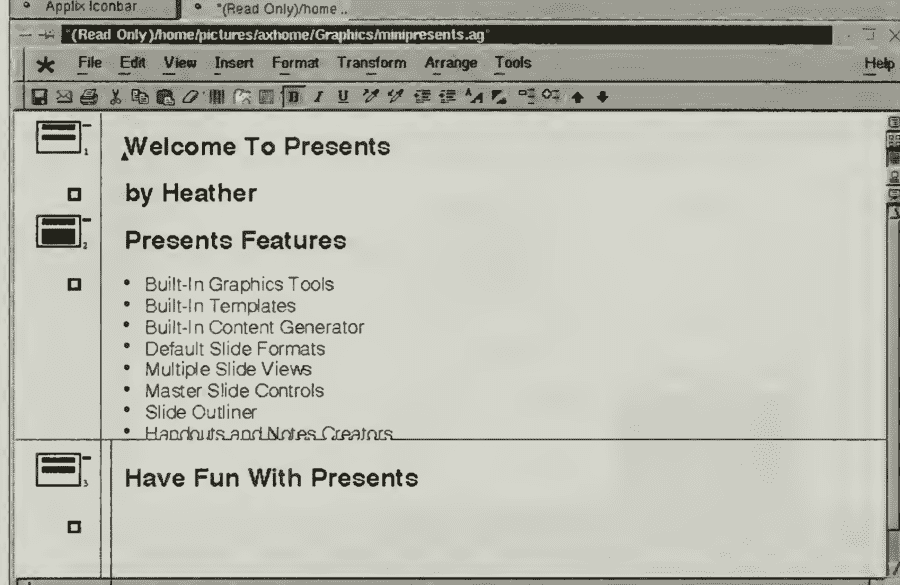 Applix Iconbar
"(Read Only)/home ..
"(Read Only)/home/pictures/axhome/Graphics/minipresents.ag"
File Edit View Insert Format Transform Arrange Tools Help
B I U
1
Welcome To Presents
by Heather
2
Presents Features
• Built-In Graphics Tools
• Built-In Templates
• Built-In Content Generator
• Default Slide Formats
• Multiple Slide Views
• Master Slide Controls
• Slide Outliner
• Handouts and Notes Creators
3
Have Fun With Presents